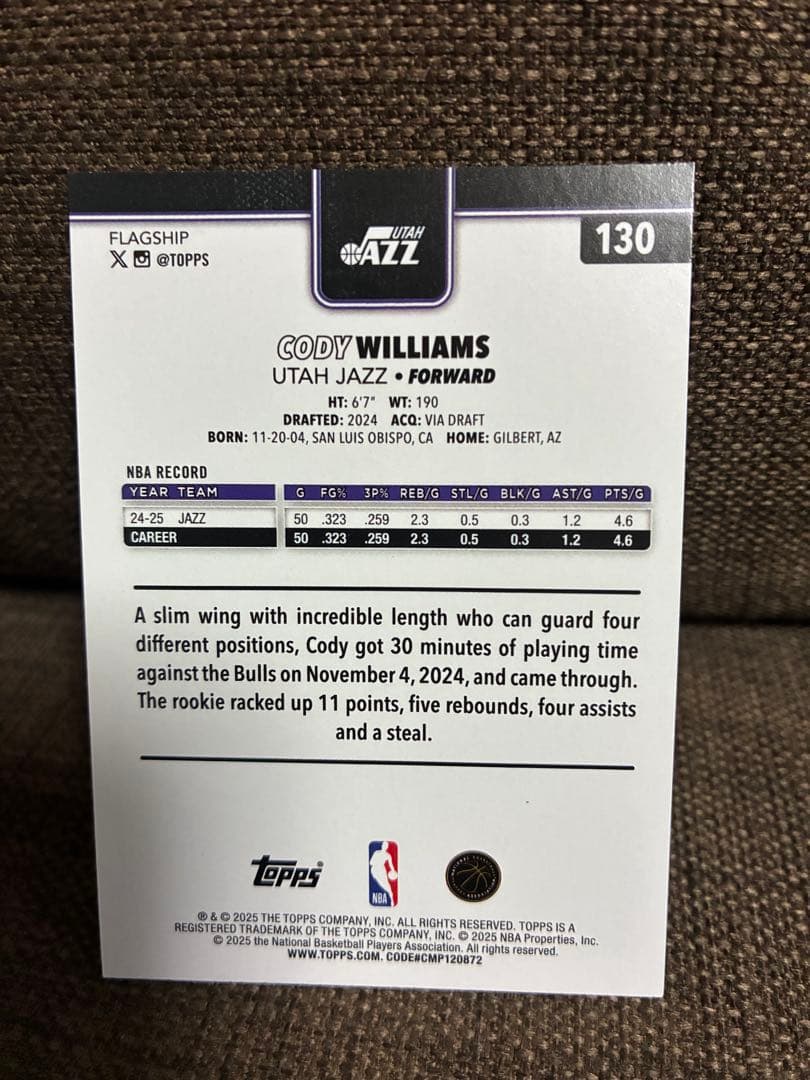 UTAH
JAZZ
FLAGSHIP
@TOPPS
130
CODY WILLIAMS
UTAH JAZZ • FORWARD
HT: 6'7" WT: 190
DRAFTED: 2024 ACQ: VIA DRAFT
BORN: 11-20-04, SAN LUIS OBISPO, CA HOME: GILBERT, AZ
NBA RECORD
YEAR TEAM G FG% 3P% REB/G STL/G BLK/G AST/G PTS/G
24-25 JAZZ 50 .323 .259 2.3 0.5 0.3 1.2 4.6
CAREER 50 .323 .259 2.3 0.5 0.3 1.2 4.6
A slim wing with incredible length who can guard four
different positions, Cody got 30 minutes of playing time
against the Bulls on November 4, 2024, and came through.
The rookie racked up 11 points, five rebounds, four assists
and a steal.
topps®
NBA
® & © 2025 THE TOPPS COMPANY, INC. ALL RIGHTS RESERVED. TOPPS IS A
REGISTERED TRADEMARK OF THE TOPPS COMPANY, INC. © 2025 NBA Properties, Inc.
© 2025 the National Basketball Players Association. All rights reserved.
WWW.TOPPS.COM. CODE#CMP120872